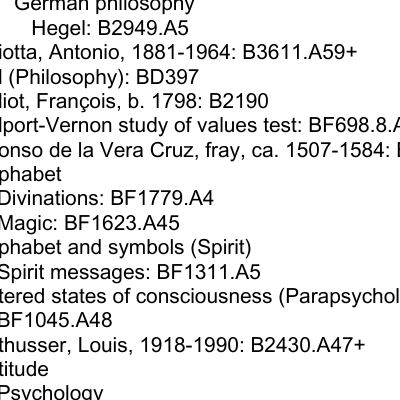 German philosophy
Hegel: B2949.A5
iotta, Antonio, 1881-1964: B3611.A59+
l (Philosophy): BD397
liot, François, b. 1798: B2190
lport-Vernon study of values test: BF698.8.A
onso de la Vera Cruz, fray, ca. 1507-1584:
phabet
Divinations: BF1779.A4
Magic: BF1623.A45
phabet and symbols (Spirit)
Spirit messages: BF1311.A5
tered states of consciousness (Parapsychol
BF1045.A48
thusser, Louis, 1918-1990: B2430.A47+
titude
Psychology